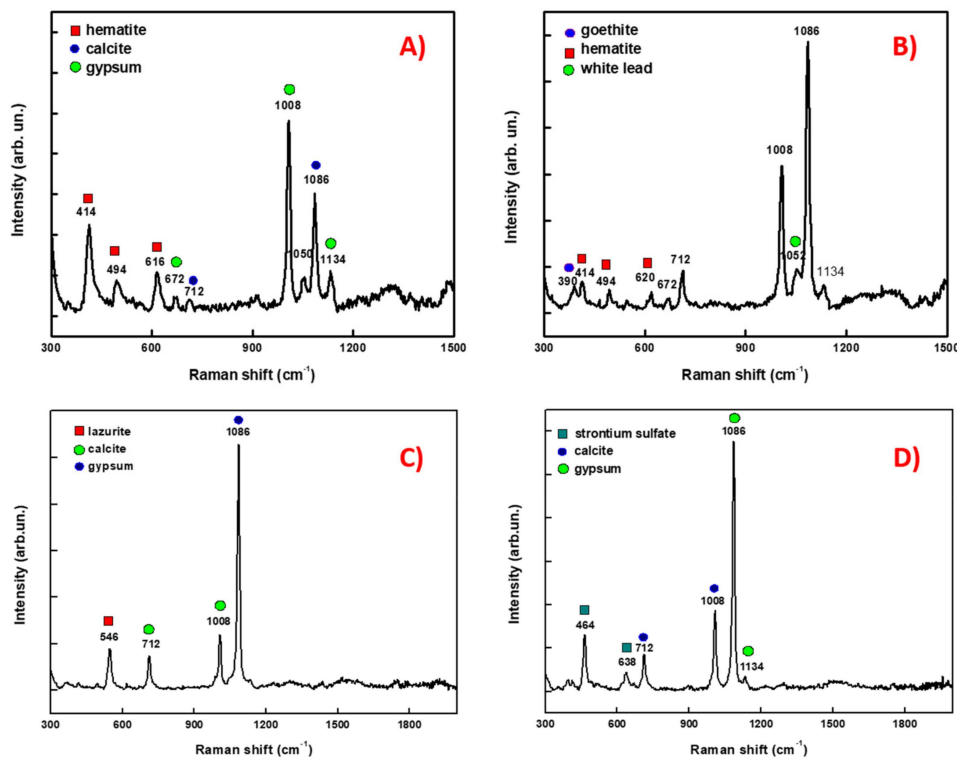 hematite
calcite
gypsum
A)
1008
1086
414
494
616
672
712
050
1134
Intensity (arb. un.)
300 600 900 1200 1500
Raman shift (cm⁻¹)
goethite
hematite
white lead
B)
1086
1008
1052
390
414
494
620
672
712
1134
Intensity (arb. un.)
300 600 900 1200 1500
Raman shift (cm⁻¹)
lazurite
calcite
gypsum
C)
1086
1008
546
712
Intensity (arb.un.)
300 600 900 1200 1500 1800
Raman shift (cm⁻¹)
strontium sulfate
calcite
gypsum
D)
1086
1008
464
638
712
1134
Intensity (arb.un.)
300 600 900 1200 1500 1800
Raman shift (cm⁻¹)